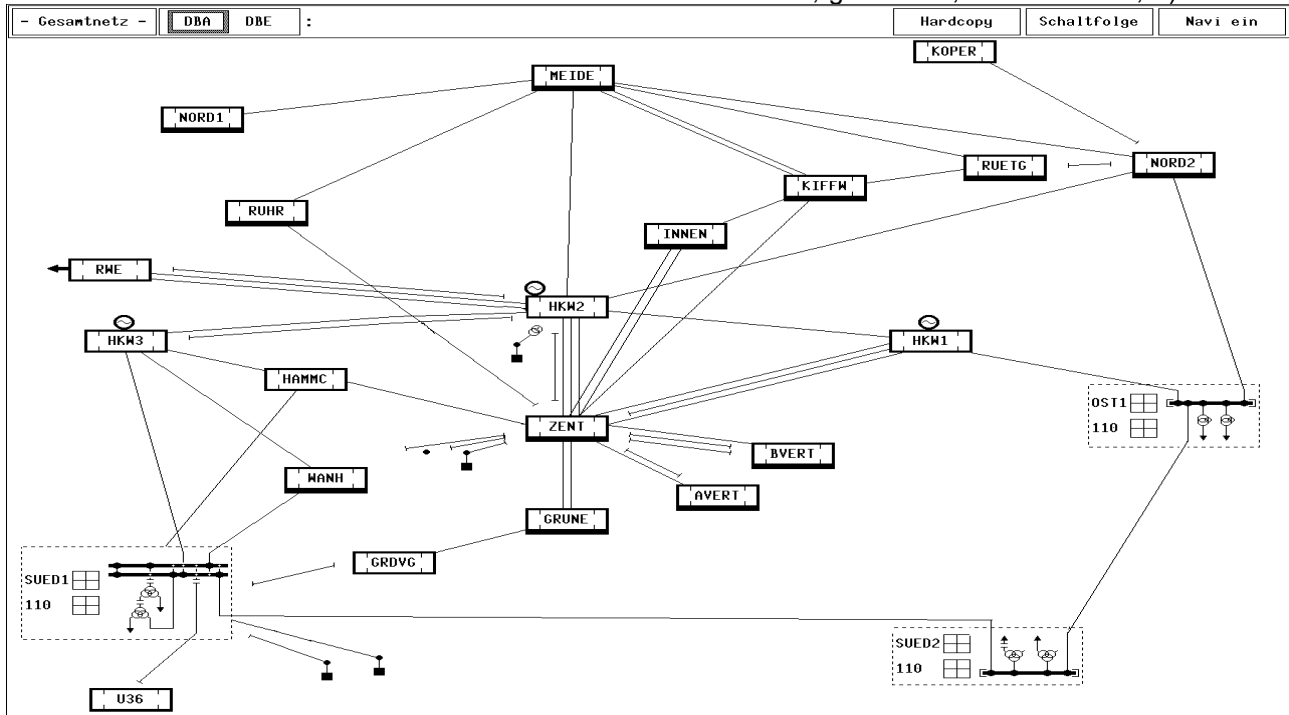 - Gesamtnetz -
DBA
DBE
:
Hardcopy
Schaltfolge
Navi ein
KOPER
MEIDE
NORD1
NORD2
RUETG
KIFFW
RUHR
INNEN
RWE
HKW2
HKW3
HKW1
HAMMC
OST1
110
ZENT
BVERT
WANH
AVERT
GRUNE
GRDVG
SUED1
110
SUED2
110
U36